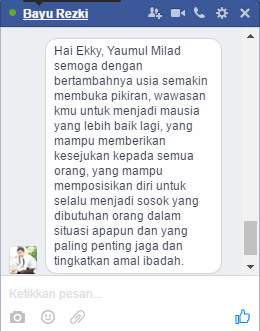 Bayu Rezki
Hai Ekky, Yaumul Milad
semoga dengan
bertambahnya usia semakin
membuka pikiran, wawasan
kmu untuk menjadi mausia
yang lebih baik lagi, yang
mampu memberikan
kesejukan kepada semua
orang, yang mampu
memposisikan diri untuk
selalu menjadi sosok yang
dibutuhan orang dalam
situasi apapun dan yang
paling penting jaga dan
tingkatkan amal ibadah.
Ketikkan pesan...